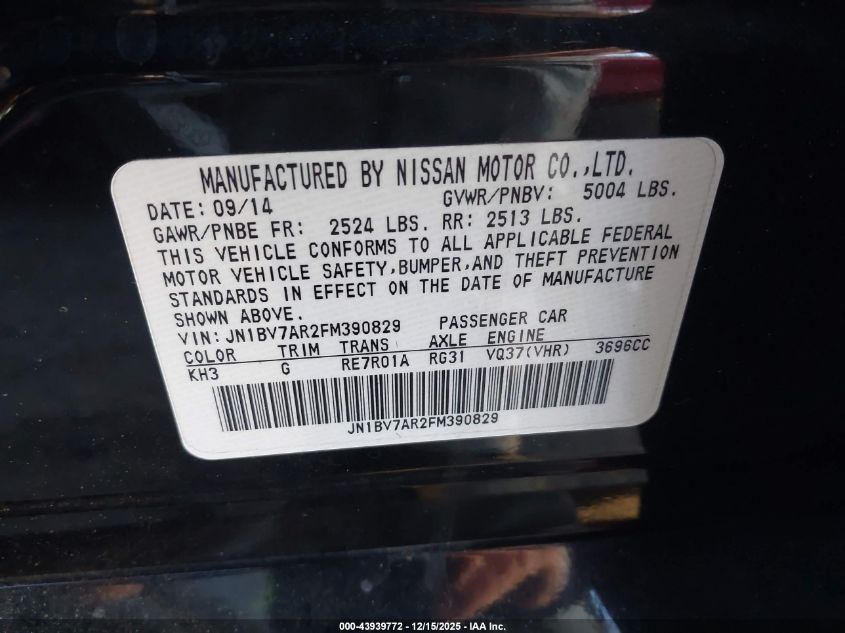 MANUFACTURED BY NISSAN MOTOR CO.,LTD.
DATE: 09/14 GVWR/PNBV: 5004 LBS.
GAWR/PNBE FR: 2524 LBS. RR: 2513 LBS.
THIS VEHICLE CONFORMS TO ALL APPLICABLE FEDERAL
MOTOR VEHICLE SAFETY,BUMPER,AND THEFT PREVENTION
STANDARDS IN EFFECT ON THE DATE OF MANUFACTURE
SHOWN ABOVE.
VIN: JN1BV7AR2FM390829 PASSENGER CAR
COLOR TRIM TRANS AXLE ENGINE
KH3 G RE7R01A RG31 VQ37(VHR) 3696CC
JN1BV7AR2FM390829
000-43939772 - 12/15/2025 - IAA Inc.